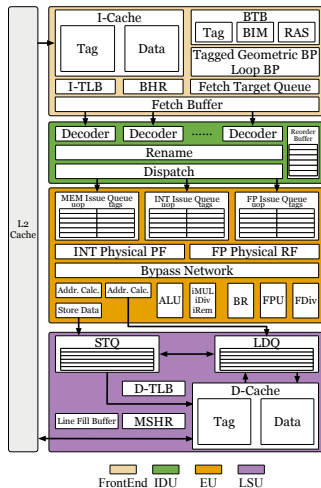 I-Cache
Tag
Data
BTB
Tag
BIM
RAS
Tagged Geometric BP
Loop BP
I-TLB
BHR
Fetch Target Queue
Fetch Buffer
Decoder
Decoder
......
Decoder
Reorder
Buffer
Rename
Dispatch
MEM Issue Queue
uop
tags
INT Issue Queue
uop
tags
FP Issue Queue
uop
tags
INT Physical PF
FP Physical RF
Bypass Network
Addr. Calc.
Addr. Calc.
Store Data
ALU
iMUL
iDiv
iRem
BR
FPU
FDiv
L2
Cache
STQ
LDQ
D-TLB
D-Cache
Tag
Data
Line Fill Buffer
MSHR
FrontEnd
IDU
EU
LSU